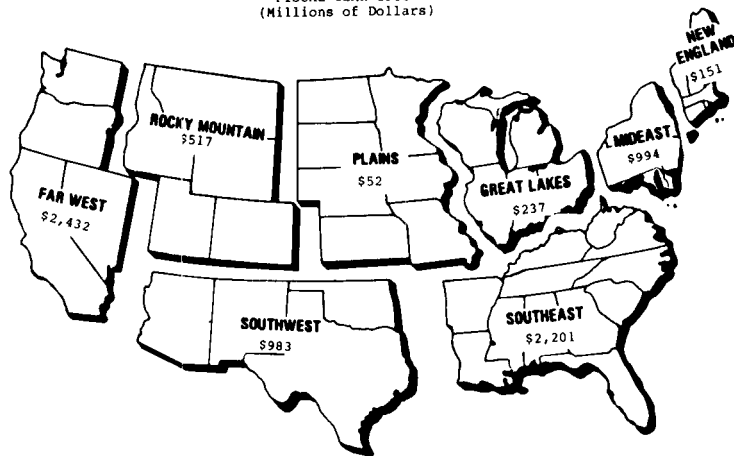 (Millions of Dollars)
NEW
ENGLAND
$151
ROCKY MOUNTAIN
$517
MIDEAST
$994
PLAINS
$52
GREAT LAKES
$237
FAR WEST
$2,432
SOUTHWEST
$983
SOUTHEAST
$2,201